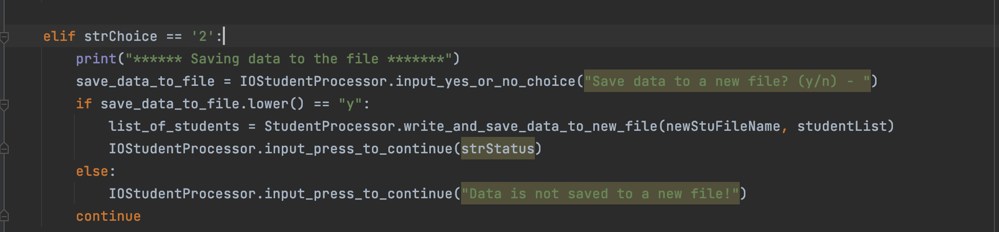 elif strChoice == '2':
print("****** Saving data to the file *******")
save_data_to_file = IOStudentProcessor.input_yes_or_no_choice("Save data to a new file? (y/n) - ")
if save_data_to_file.lower() == "y":
list_of_students = StudentProcessor.write_and_save_data_to_new_file(newStuFileName, studentList)
IOStudentProcessor.input_press_to_continue(strStatus)
else:
IOStudentProcessor.input_press_to_continue("Data is not saved to a new file!")
continue